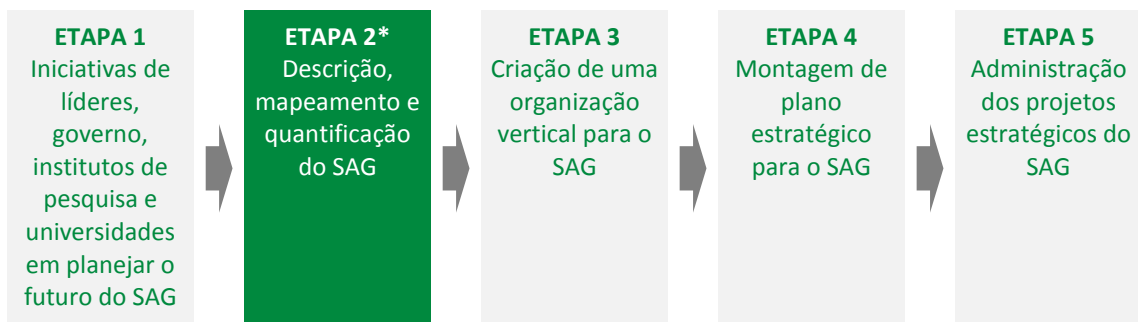 ETAPA 1
Iniciativas de
líderes,
governo,
institutos de
pesquisa e
universidades
em planejar o
futuro do SAG
ETAPA 2*
Descrição,
mapeamento e
quantificação
do SAG
ETAPA 3
Criação de uma
organização
vertical para o
SAG
ETAPA 4
Montagem de
plano
estratégico
para o SAG
ETAPA 5
Administração
dos projetos
estratégicos do
SAG